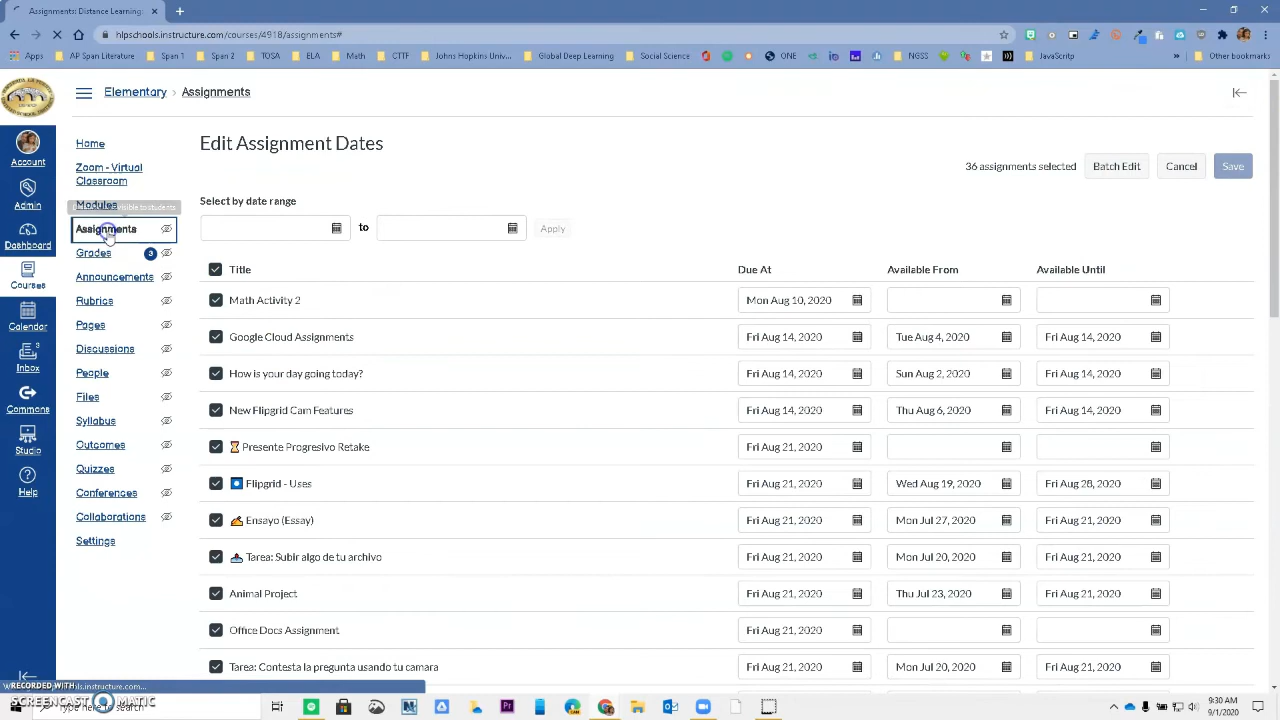 Assigning Distance Learning:
hlpschools.instructure.com/courses/4918/assignments#
Apps AP Span Literature Span 1 Span 2 TOSA ELA Math CTTF Johns Hopkins Univ... Global Deep Learning Social Science ONE NGSS JavaScrip » Other bookmarks
Elementary › Assignments
Account
Admin
Dashboard
Courses
Calendar
3
Inbox
Commons
Studio
Help
Home
Zoom - Virtual
Classroom
Modules
visible to students
Assignments
Grades 3
Announcements
Rubrics
Pages
Discussions
People
Files
Syllabus
Outcomes
Quizzes
Conferences
Collaborations
Settings
Edit Assignment Dates
36 assignments selected Batch Edit Cancel Save
Select by date range
to Apply
Title Due At Available From Available Until
Math Activity 2 Mon Aug 10, 2020
Google Cloud Assignments Fri Aug 14, 2020 Tue Aug 4, 2020 Fri Aug 14, 2020
How is your day going today? Fri Aug 14, 2020 Sun Aug 2, 2020 Fri Aug 14, 2020
New Flipgrid Cam Features Fri Aug 14, 2020 Thu Aug 6, 2020 Fri Aug 14, 2020
Presente Progresivo Retake Fri Aug 21, 2020
Flipgrid - Uses Fri Aug 21, 2020 Wed Aug 19, 2020 Fri Aug 28, 2020
Ensayo (Essay) Fri Aug 21, 2020 Mon Jul 27, 2020 Fri Aug 21, 2020
Tarea: Subir algo de tu archivo Fri Aug 21, 2020 Mon Jul 20, 2020 Fri Aug 21, 2020
Animal Project Fri Aug 21, 2020 Thu Jul 23, 2020 Fri Aug 21, 2020
Office Docs Assignment Fri Aug 21, 2020
Tarea: Contesta la pregunta usando tu camara Fri Aug 21, 2020 Mon Jul 20, 2020 Fri Aug 21, 2020
RECORDED WITH
SCREENCAST MATIC
Type here to search
9:30 AM
9/1/2020